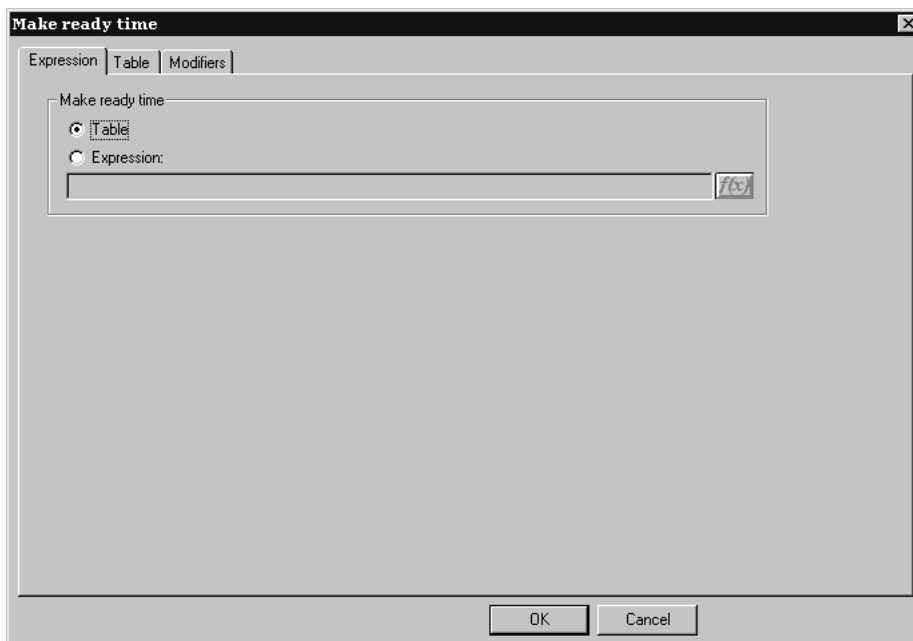 Make ready time
Expression Table Modifiers
Make ready time
Table
Expression:
f(x)
OK Cancel